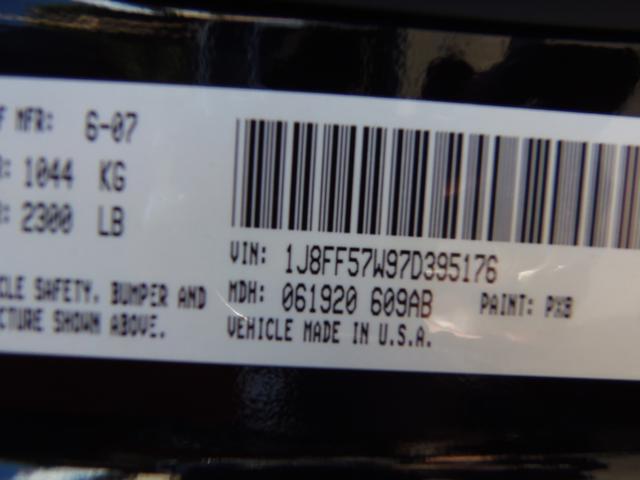 F MFR: 6-07
R: 1044 KG
R: 2300 LB
VIN: 1J8FF57W97D395176
CLE SAFETY, BUMPER AND
MDH: 061920 609AB PAINT: PXB
CTURE SHOWN ABOVE.
VEHICLE MADE IN U.S.A.